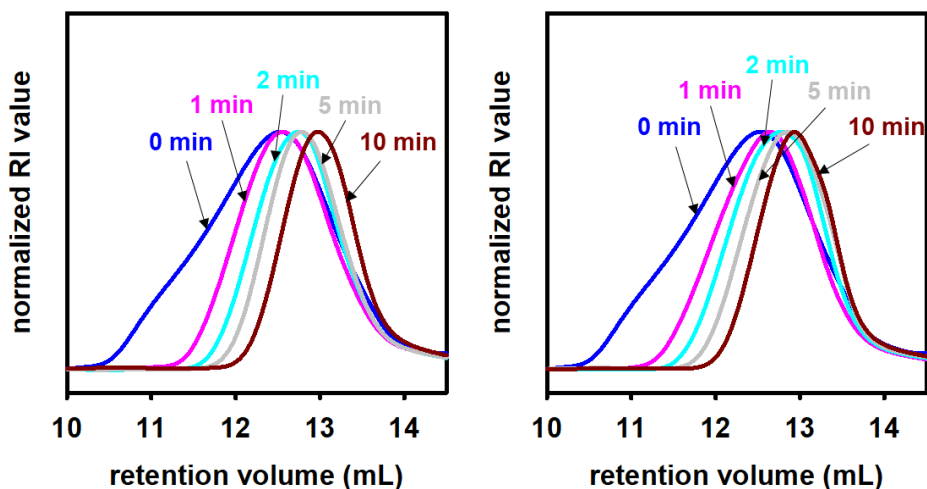 normalized RI value
0 min
1 min
2 min
5 min
10 min
10 11 12 13 14
retention volume (mL)
normalized RI value
0 min
1 min
2 min
5 min
10 min
10 11 12 13 14
retention volume (mL)